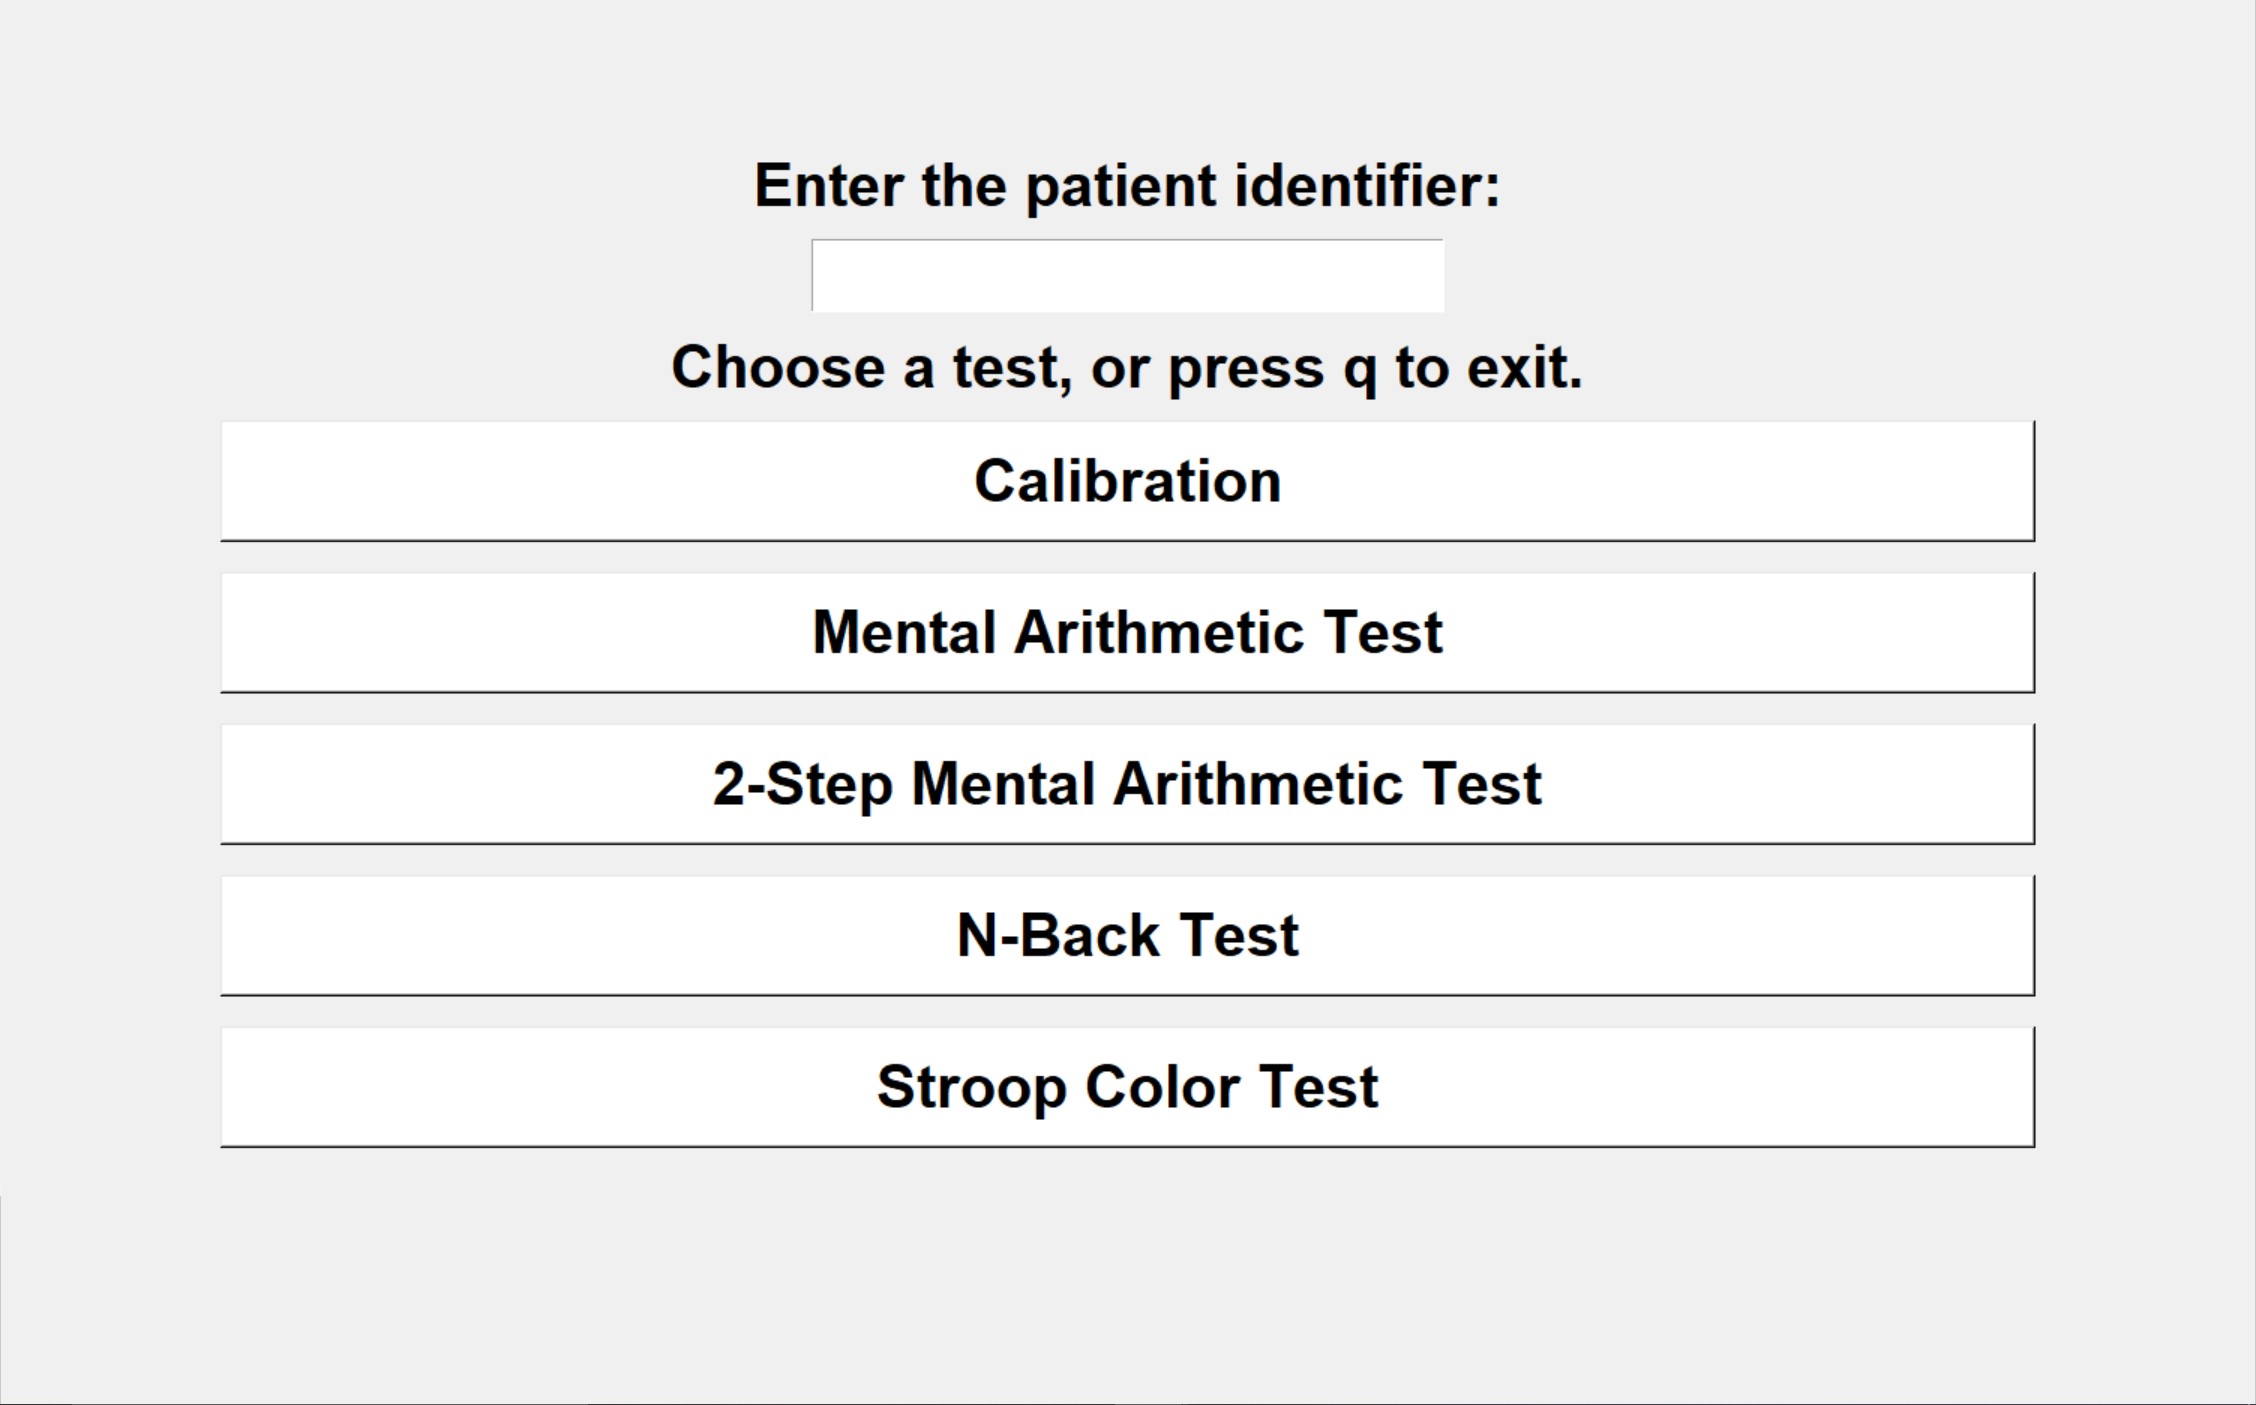 Enter the patient identifier:
Choose a test, or press q to exit.
Calibration
Mental Arithmetic Test
2-Step Mental Arithmetic Test
N-Back Test
Stroop Color Test